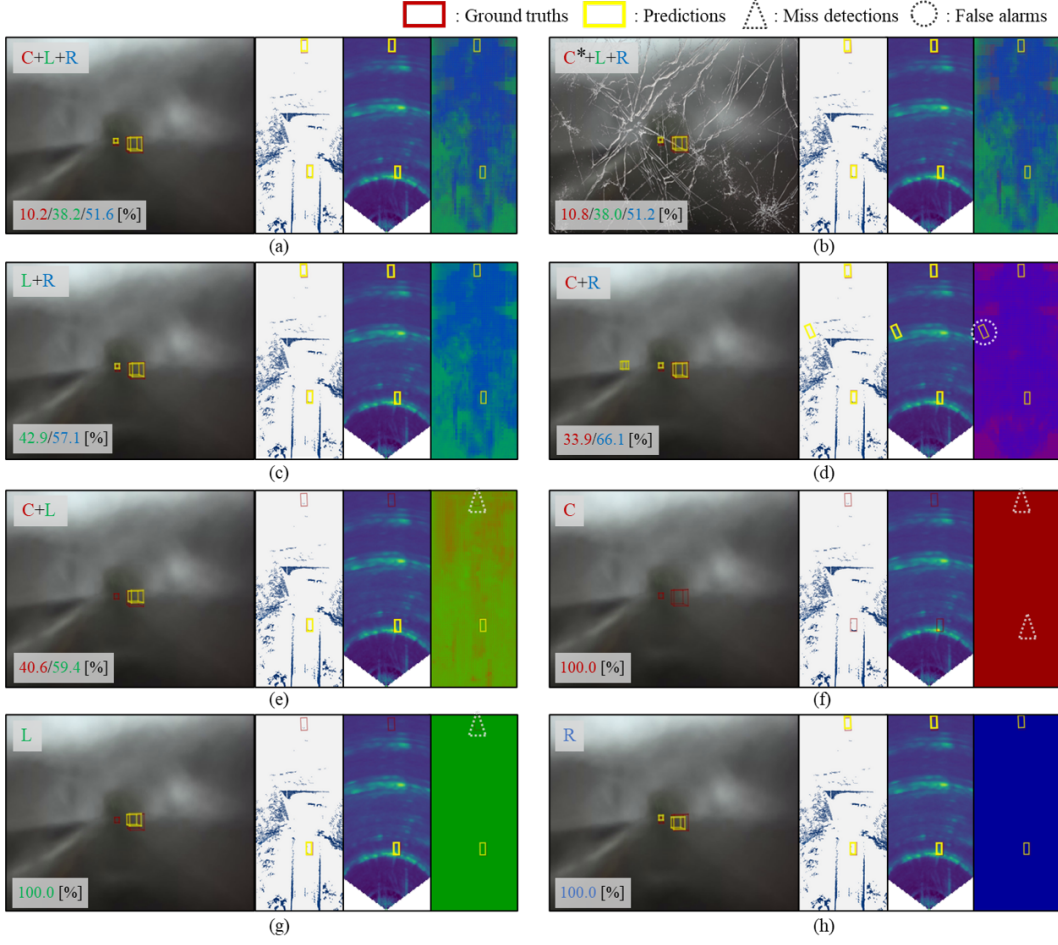 : Ground truths : Predictions : Miss detections : False alarms
C+L+R
10.2/38.2/51.6 [%]
(a)
C*+L+R
10.8/38.0/51.2 [%]
(b)
L+R
42.9/57.1 [%]
(c)
C+R
33.9/66.1 [%]
(d)
C+L
40.6/59.4 [%]
(e)
C
100.0 [%]
(f)
L
100.0 [%]
(g)
R
100.0 [%]
(h)